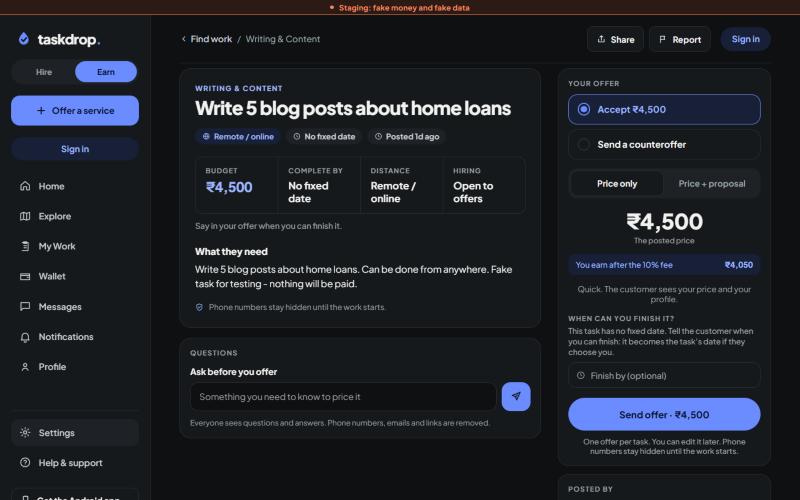 Staging: fake money and fake data
taskdrop.
Hire
Earn
+ Offer a service
Sign in
Home
Explore
My Work
Wallet
Messages
Notifications
Profile
Settings
Help & support
Get the Android app
Find work / Writing & Content
Share
Report
Sign in
WRITING & CONTENT
Write 5 blog posts about home loans
Remote / online
No fixed date
Posted 1d ago
BUDGET
₹4,500
COMPLETE BY
No fixed
date
DISTANCE
Remote /
online
HIRING
Open to
offers
Say in your offer when you can finish it.
What they need
Write 5 blog posts about home loans. Can be done from anywhere. Fake
task for testing - nothing will be paid.
Phone numbers stay hidden until the work starts.
QUESTIONS
Ask before you offer
Something you need to know to price it
Everyone sees questions and answers. Phone numbers, emails and links are removed.
YOUR OFFER
Accept ₹4,500
Send a counteroffer
Price only
Price + proposal
₹4,500
The posted price
You earn after the 10% fee
₹4,050
Quick. The customer sees your price and your
profile.
WHEN CAN YOU FINISH IT?
This task has no fixed date. Tell the customer when
you can finish: it becomes the task's date if they
choose you.
Finish by (optional)
Send offer · ₹4,500
One offer per task. You can edit it later. Phone
numbers stay hidden until the work starts.
POSTED BY